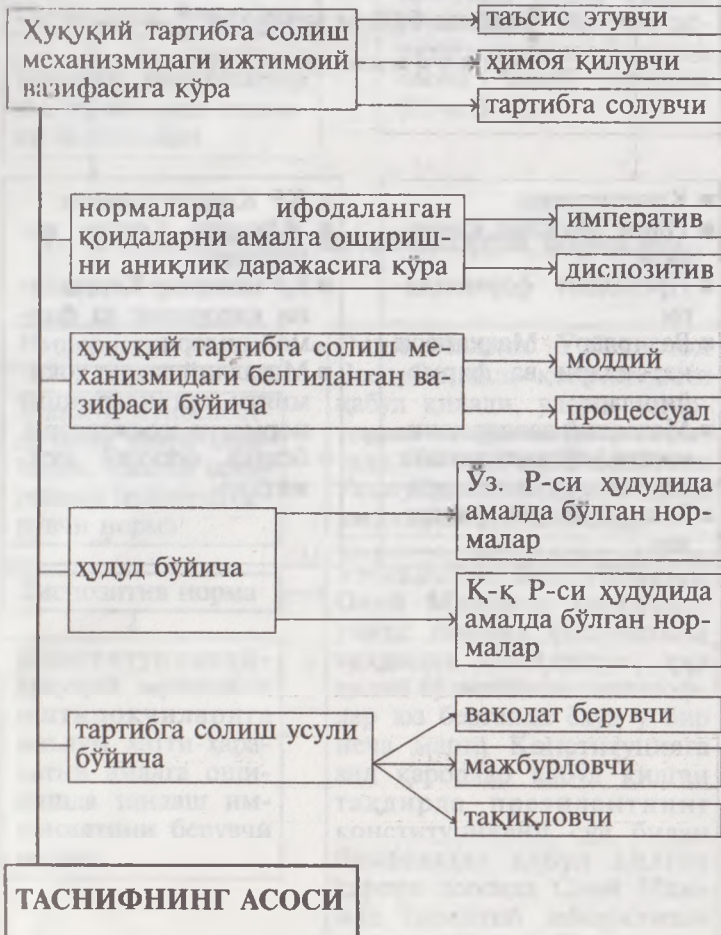 Ҳуқуқий тартибга солиш
механизмидаги ижтимоий
вазифасига кўра
таъсис этувчи
ҳимоя қилувчи
тартибга солувчи
нормаларда ифодаланган
қоидаларни амалга ошириш-
ни аниқлик даражасига кўра
императив
диспозитив
ҳуқуқий тартибга солиш ме-
ханизмидаги белгиланган ва-
зифаси бўйича
моддий
процессуал
ҳудуд бўйича
Ўз. Р-си ҳудудида
амалда бўлган нор-
малар
Қ-қ Р-си ҳудудида
амалда бўлган нор-
малар
тартибга солиш усули
бўйича
ваколат берувчи
мажбурловчи
тақиқловчи
ТАСНИФНИНГ АСОСИ